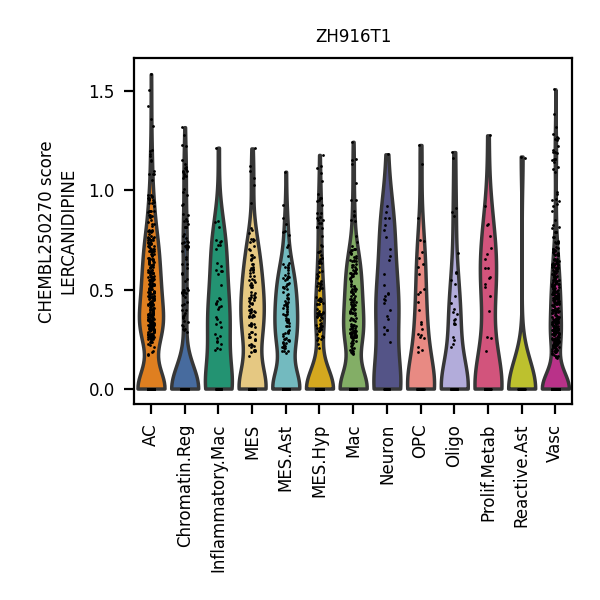 ZH916T1
CHEMBL250270 score
LERCANIDIPINE
1.5
1.0
0.5
0.0
AC
Chromatin.Reg
Inflammatory.Mac
MES
MES.Ast
MES.Hyp
Mac
Neuron
OPC
Oligo
Prolif.Metab
Reactive.Ast
Vasc